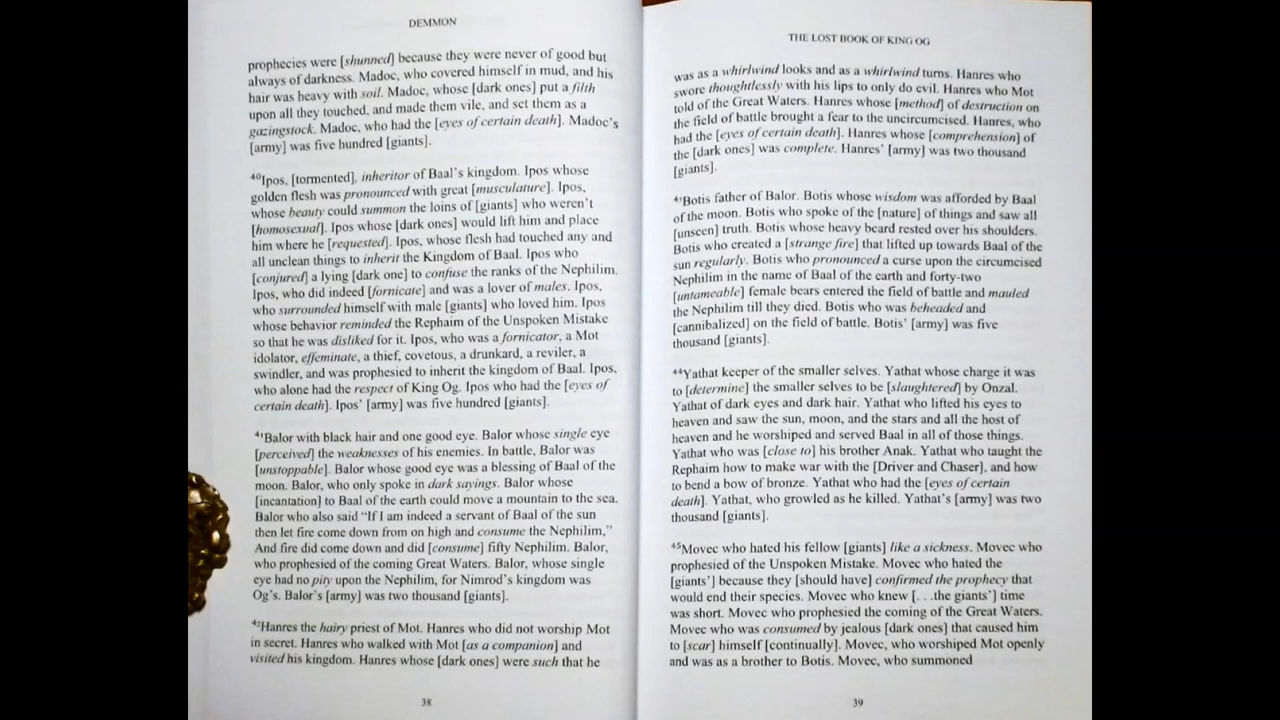 DEMMON
prophecies were [shunned] because they were never of good but
always of darkness. Madoc, who covered himself in mud, and his
hair was heavy with soil. Madoc, whose [dark ones] put a filth
upon all they touched, and made them vile, and set them as a
gazingstock. Madoc, who had the [eyes of certain death]. Madoc's
[army] was five hundred [giants].
⁴⁰Ipos, [tormented], inheritor of Baal's kingdom. Ipos whose
golden flesh was pronounced with great [musculature]. Ipos,
whose beauty could summon the loins of [giants] who weren't
[homosexual]. Ipos whose [dark ones] would lift him and place
him where he [requested]. Ipos, whose flesh had touched any and
all unclean things to inherit the Kingdom of Baal. Ipos who
[conjured] a lying [dark one] to confuse the ranks of the Nephilim.
Ipos, who did indeed [fornicate] and was a lover of males. Ipos,
who surrounded himself with male [giants] who loved him. Ipos
whose behavior reminded the Rephaim of the Unspoken Mistake
so that he was disliked for it. Ipos, who was a fornicator, a Mot
idolator, effeminate, a thief, covetous, a drunkard, a reviler, a
swindler, and was prophesied to inherit the kingdom of Baal. Ipos,
who alone had the respect of King Og. Ipos who had the [eyes of
certain death]. Ipos' [army] was five hundred [giants].
⁴¹Balor with black hair and one good eye. Balor whose single eye
[perceived] the weaknesses of his enemies. In battle, Balor was
[unstoppable]. Balor whose good eye was a blessing of Baal of the
moon. Balor, who only spoke in dark sayings. Balor whose
[incantation] to Baal of the earth could move a mountain to the sea.
Balor who also said “If I am indeed a servant of Baal of the sun
then let fire come down from on high and consume the Nephilim,”
And fire did come down and did [consume] fifty Nephilim. Balor,
who prophesied of the coming Great Waters. Balor, whose single
eye had no pity upon the Nephilim, for Nimrod's kingdom was
Og's. Balor's [army] was two thousand [giants].
⁴²Hanres the hairy priest of Mot. Hanres who did not worship Mot
in secret. Hanres who walked with Mot [as a companion] and
visited his kingdom. Hanres whose [dark ones] were such that he
38
THE LOST BOOK OF KING OG
was as a whirlwind looks and as a whirlwind turns. Hanres who
swore thoughtlessly with his lips to only do evil. Hanres who Mot
told of the Great Waters. Hanres whose [method] of destruction on
the field of battle brought a fear to the uncircumcised. Hanres, who
had the [eyes of certain death]. Hanres whose [comprehension] of
the [dark ones] was complete. Hanres' [army] was two thousand
[giants].
⁴³Botis father of Balor. Botis whose wisdom was afforded by Baal
of the moon. Botis who spoke of the [nature] of things and saw all
[unseen] truth. Botis whose heavy beard rested over his shoulders.
Botis who created a [strange fire] that lifted up towards Baal of the
sun regularly. Botis who pronounced a curse upon the circumcised
Nephilim in the name of Baal of the earth and forty-two
[untameable] female bears entered the field of battle and mauled
the Nephilim till they died. Botis who was beheaded and
[cannibalized] on the field of battle. Botis' [army] was five
thousand [giants].
⁴⁴Yathat keeper of the smaller selves. Yathat whose charge it was
to [determine] the smaller selves to be [slaughtered] by Onzal.
Yathat of dark eyes and dark hair. Yathat who lifted his eyes to
heaven and saw the sun, moon, and the stars and all the host of
heaven and he worshiped and served Baal in all of those things.
Yathat who was [close to] his brother Anak. Yathat who taught the
Rephaim how to make war with the [Driver and Chaser], and how
to bend a bow of bronze. Yathat who had the [eyes of certain
death]. Yathat, who growled as he killed. Yathat's [army] was two
thousand [giants].
⁴⁵Movec who hated his fellow [giants] like a sickness. Movec who
prophesied of the Unspoken Mistake. Movec who hated the
[giants'] because they [should have] confirmed the prophecy that
would end their species. Movec who knew [. . .the giants'] time
was short. Movec who prophesied the coming of the Great Waters.
Movec who was consumed by jealous [dark ones] that caused him
to [scar] himself [continually]. Movec, who worshiped Mot openly
and was as a brother to Botis. Movec, who summoned
39